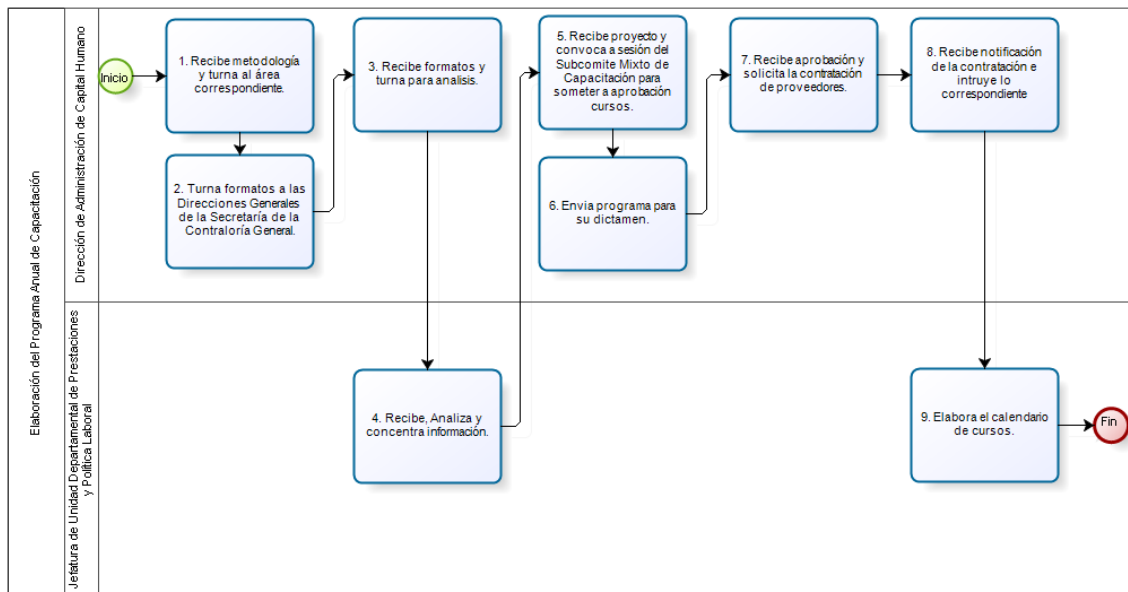 Elaboración del Programa Anual de Capacitación
Dirección de Administración de Capital Humano
Inicio
1. Recibe metodología
y turna al área
correspondiente.
2. Turna formatos a las
Direcciones Generales
de la Secretaría de la
Contraloría General.
3. Recibe formatos y
turna para analisis.
5. Recibe proyecto y
convoca a sesión del
Subcomite Mixto de
Capacitación para
someter a aprobación
cursos.
6. Envia programa para
su dictamen.
7. Recibe aprobación y
solicita la contratación
de proveedores.
8. Recibe notificación
de la contratación e
intruye lo
correspondiente
Jefatura de Unidad Departamental de Prestaciones
y Política Laboral
4. Recibe, Analiza y
concentra información.
9. Elabora el calendario
de cursos.
Fin